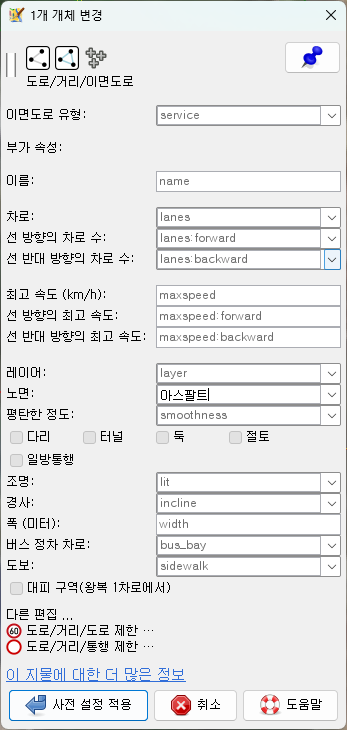 1개 개체 변경
도로/거리/이면도로
이면도로 유형: service
부가 속성:
이름: name
차로: lanes
선 방향의 차로 수: lanes:forward
선 반대 방향의 차로 수: lanes:backward
최고 속도 (km/h): maxspeed
선 방향의 최고 속도: maxspeed:forward
선 반대 방향의 최고 속도: maxspeed:backward
레이어: layer
노면: 아스팔트
평탄한 정도: smoothness
다리 터널 둑 절토
일방통행
조명: lit
경사: incline
폭 (미터): width
버스 정차 차로: bus_bay
도보: sidewalk
대피 구역(왕복 1차로에서)
다른 편집 ...
60 도로/거리/도로 제한 …
도로/거리/통행 제한 …
이 지물에 대한 더 많은 정보
사전 설정 적용 취소 도움말